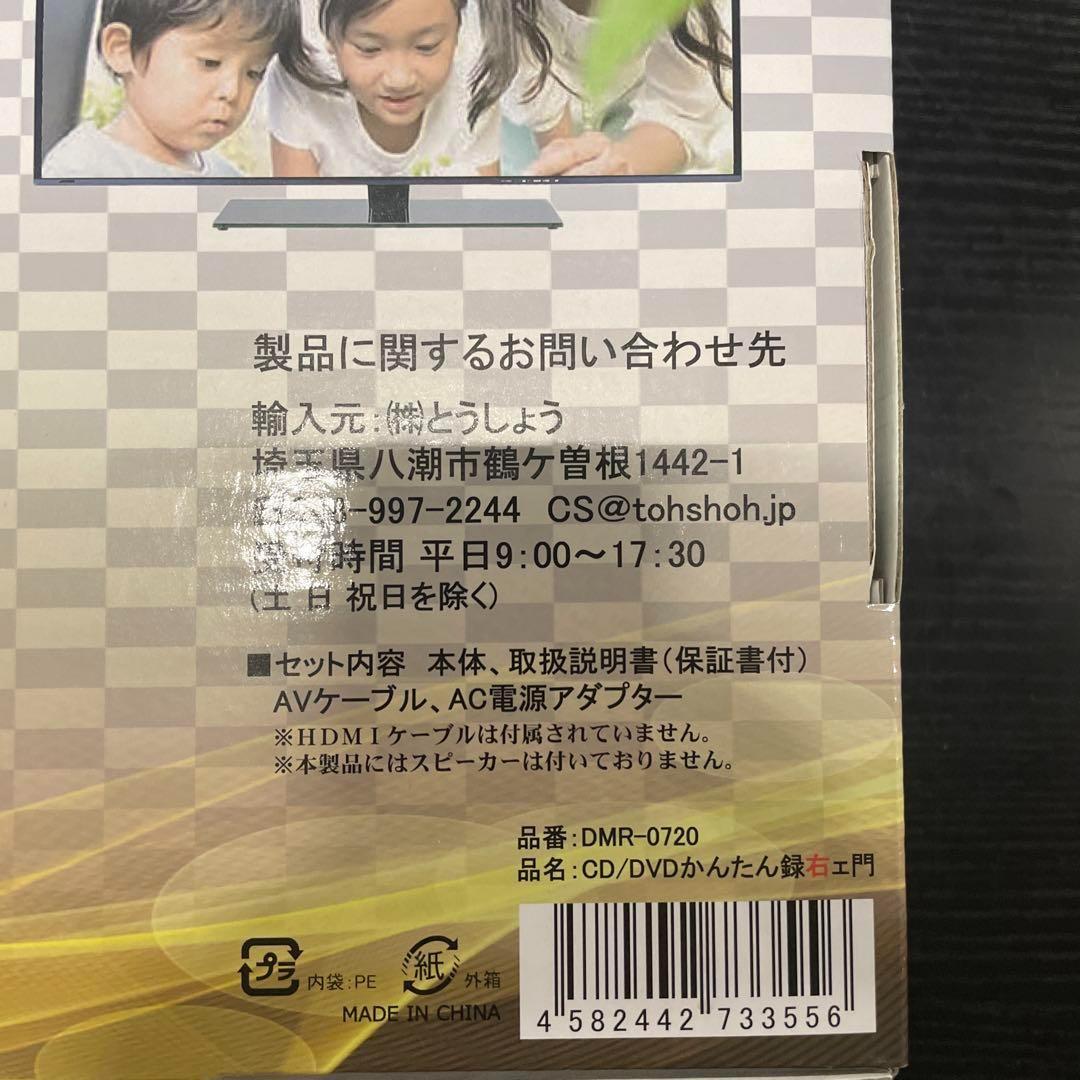 製品に関するお問い合わせ先
輸入元:㈱とうしょう
埼玉県八潮市鶴ケ曽根1442-1
-997-2244 CS@tohshoh.jp
受付時間 平日9:00～17:30
(土 日 祝日を除く)
■セット内容 本体、取扱説明書(保証書付)
AVケーブル、AC電源アダプター
※HDMIケーブルは付属されていません。
※本製品にはスピーカーは付いておりません。
品番:DMR-0720
品名:CD/DVDかんたん録右ェ門
プラ 内袋:PE 紙 外箱
MADE IN CHINA
4 582442 733556